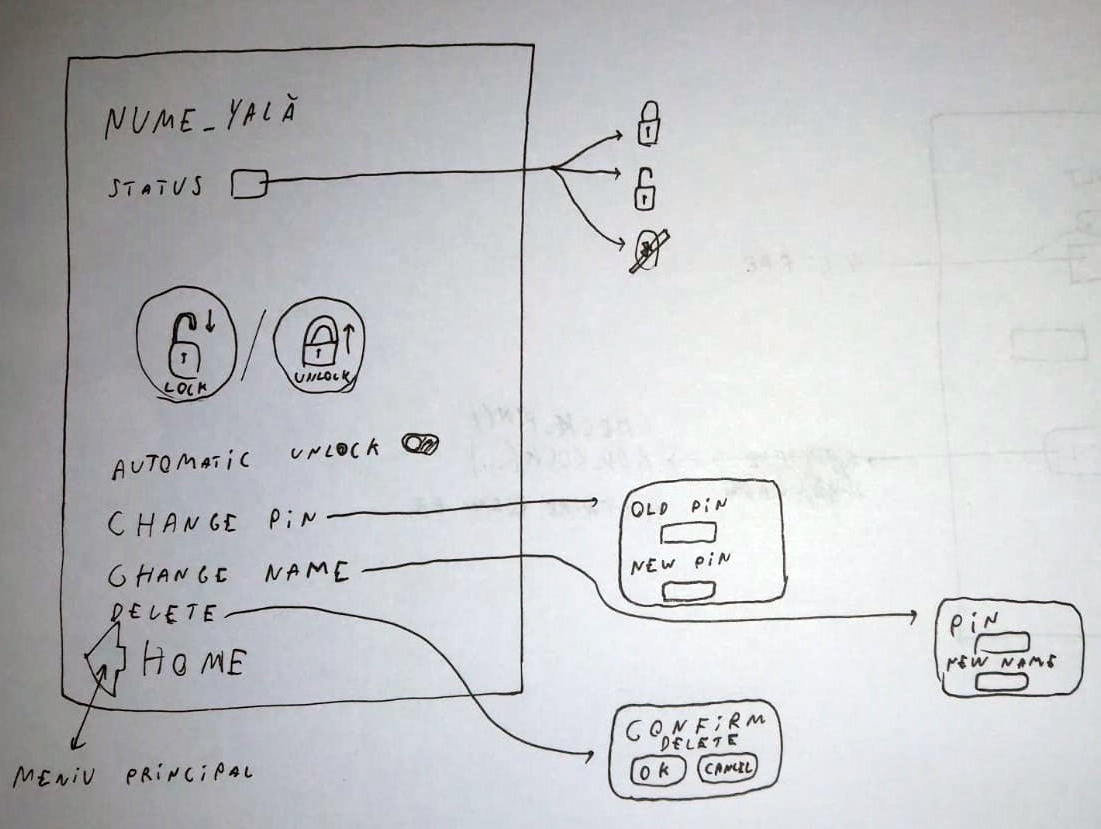 NUME_YALĂ
STATUS
LOCK / UNLOCK
AUTOMATIC UNLOCK
CHANGE PiN
CHANGE NAME
DELETE
HOME
MENiU PRiNCiPAL
OLD PiN
NEW PiN
PiN
NEW NAME
CONFiRM
DELETE
OK CANCEL